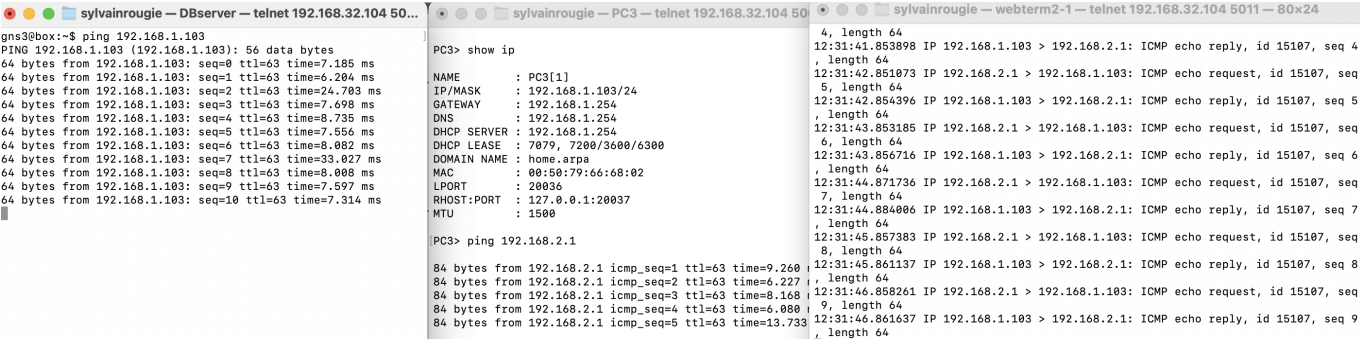 sylvainrougie — DBserver — telnet 192.168.32.104 50...
gns3@box:~$ ping 192.168.1.103
PING 192.168.1.103 (192.168.1.103): 56 data bytes
64 bytes from 192.168.1.103: seq=0 ttl=63 time=7.185 ms
64 bytes from 192.168.1.103: seq=1 ttl=63 time=6.204 ms
64 bytes from 192.168.1.103: seq=2 ttl=63 time=24.703 ms
64 bytes from 192.168.1.103: seq=3 ttl=63 time=7.698 ms
64 bytes from 192.168.1.103: seq=4 ttl=63 time=8.735 ms
64 bytes from 192.168.1.103: seq=5 ttl=63 time=7.556 ms
64 bytes from 192.168.1.103: seq=6 ttl=63 time=8.082 ms
64 bytes from 192.168.1.103: seq=7 ttl=63 time=33.027 ms
64 bytes from 192.168.1.103: seq=8 ttl=63 time=8.008 ms
64 bytes from 192.168.1.103: seq=9 ttl=63 time=7.597 ms
64 bytes from 192.168.1.103: seq=10 ttl=63 time=7.314 ms
sylvainrougie — PC3 — telnet 192.168.32.104 50
PC3> show ip
NAME : PC3[1]
IP/MASK : 192.168.1.103/24
GATEWAY : 192.168.1.254
DNS : 192.168.1.254
DHCP SERVER : 192.168.1.254
DHCP LEASE : 7079, 7200/3600/6300
DOMAIN NAME : home.arpa
MAC : 00:50:79:66:68:02
LPORT : 20036
RHOST:PORT : 127.0.0.1:20037
MTU : 1500
PC3> ping 192.168.2.1
84 bytes from 192.168.2.1 icmp_seq=1 ttl=63 time=9.260
84 bytes from 192.168.2.1 icmp_seq=2 ttl=63 time=6.227
84 bytes from 192.168.2.1 icmp_seq=3 ttl=63 time=8.168
84 bytes from 192.168.2.1 icmp_seq=4 ttl=63 time=6.080
84 bytes from 192.168.2.1 icmp_seq=5 ttl=63 time=13.733
sylvainrougie — webterm2-1 — telnet 192.168.32.104 5011 — 80×24
4, length 64
12:31:41.853898 IP 192.168.1.103 > 192.168.2.1: ICMP echo reply, id 15107, seq 4
, length 64
12:31:42.851073 IP 192.168.2.1 > 192.168.1.103: ICMP echo request, id 15107, seq
5, length 64
12:31:42.854396 IP 192.168.1.103 > 192.168.2.1: ICMP echo reply, id 15107, seq 5
, length 64
12:31:43.853185 IP 192.168.2.1 > 192.168.1.103: ICMP echo request, id 15107, seq
6, length 64
12:31:43.856716 IP 192.168.1.103 > 192.168.2.1: ICMP echo reply, id 15107, seq 6
, length 64
12:31:44.871736 IP 192.168.2.1 > 192.168.1.103: ICMP echo request, id 15107, seq
7, length 64
12:31:44.884006 IP 192.168.1.103 > 192.168.2.1: ICMP echo reply, id 15107, seq 7
, length 64
12:31:45.857383 IP 192.168.2.1 > 192.168.1.103: ICMP echo request, id 15107, seq
8, length 64
12:31:45.861137 IP 192.168.1.103 > 192.168.2.1: ICMP echo reply, id 15107, seq 8
, length 64
12:31:46.858261 IP 192.168.2.1 > 192.168.1.103: ICMP echo request, id 15107, seq
9, length 64
12:31:46.861637 IP 192.168.1.103 > 192.168.2.1: ICMP echo reply, id 15107, seq 9
, length 64